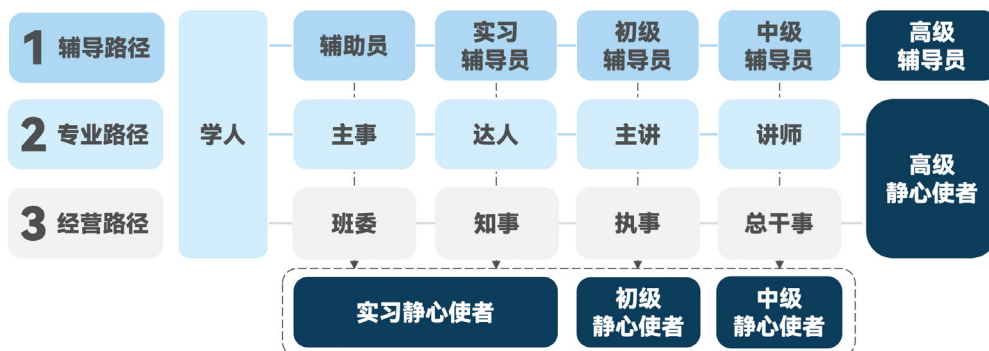 1 辅导路径
学人
辅助员
实习
辅导员
初级
辅导员
中级
辅导员
高级
辅导员
2 专业路径
主事
达人
主讲
讲师
高级
静心使者
3 经营路径
班委
知事
执事
总干事
实习静心使者
初级
静心使者
中级
静心使者